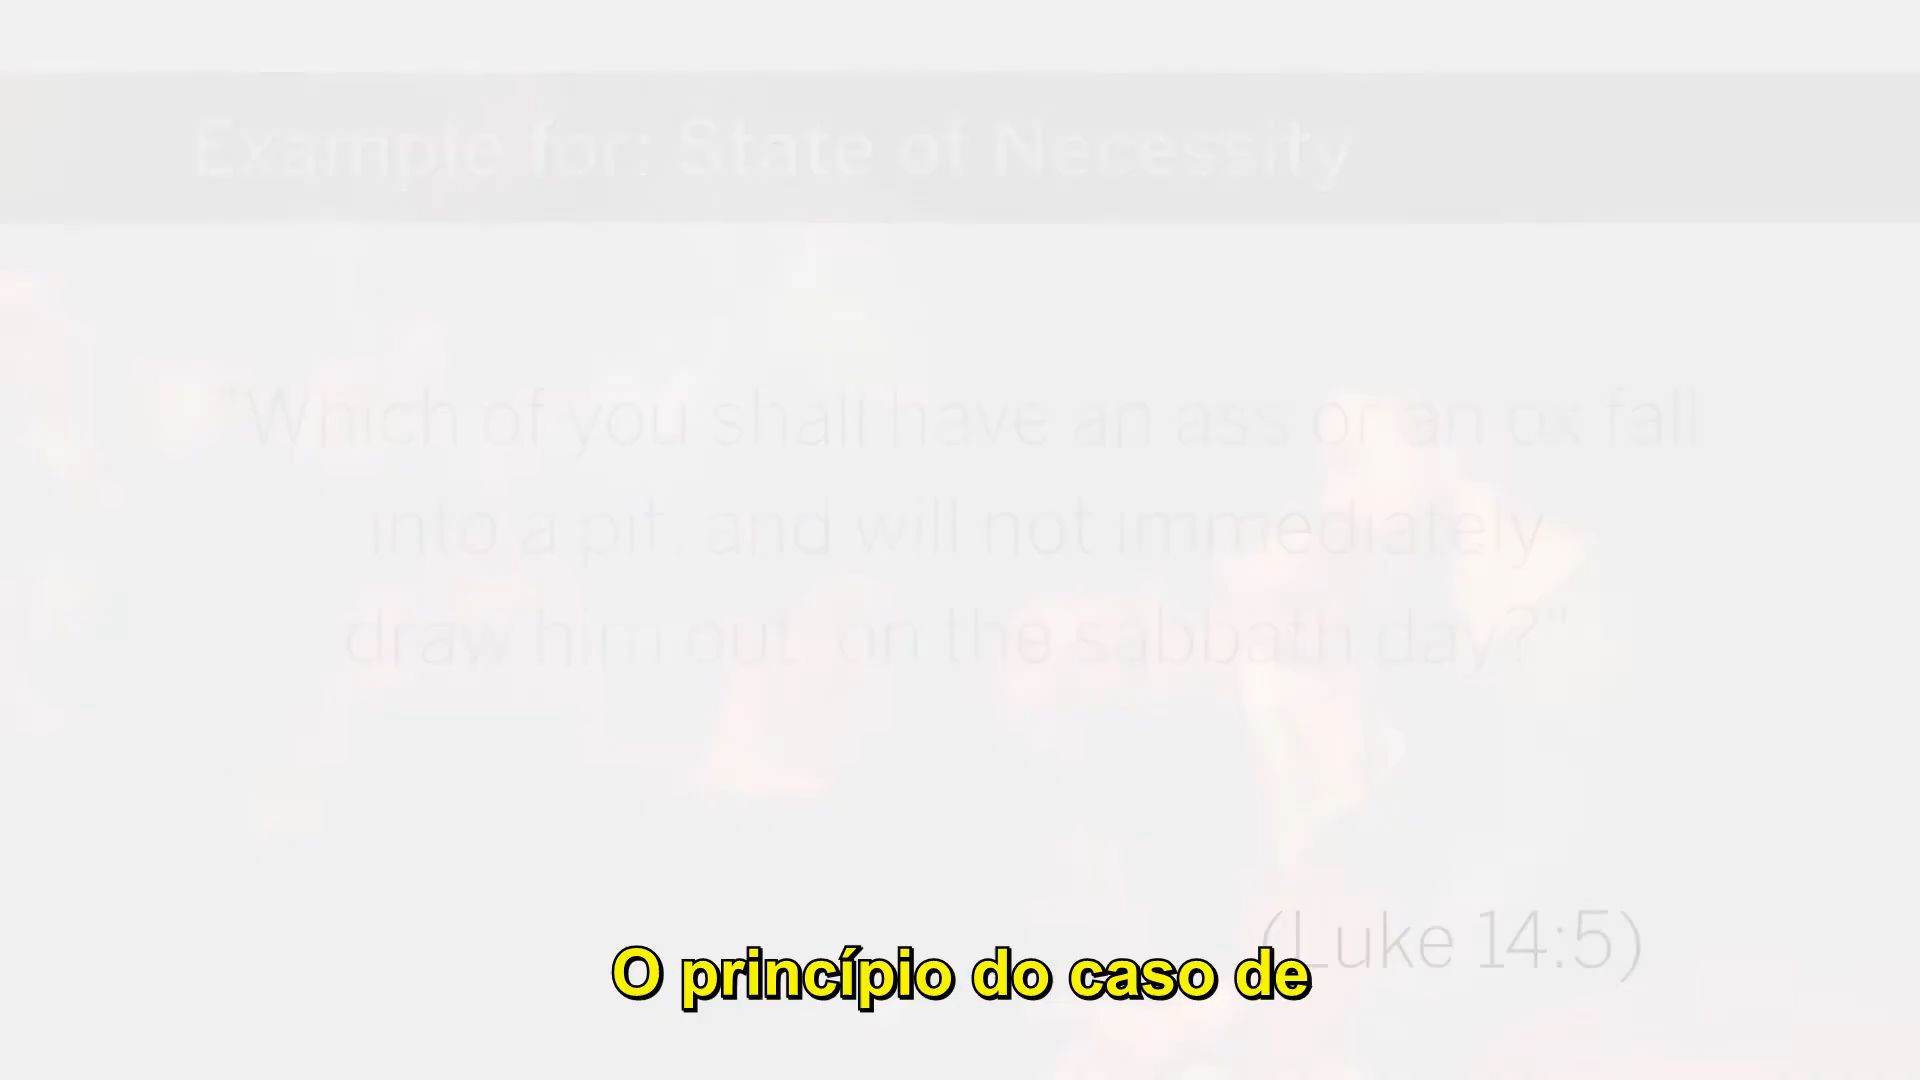 Example for: State of Necessity
"Which of you shall have an ass or an ox fall
into a pit, and will not immediately
draw him out, on the sabbath day?"
(Luke 14:5)
O princípio do caso de